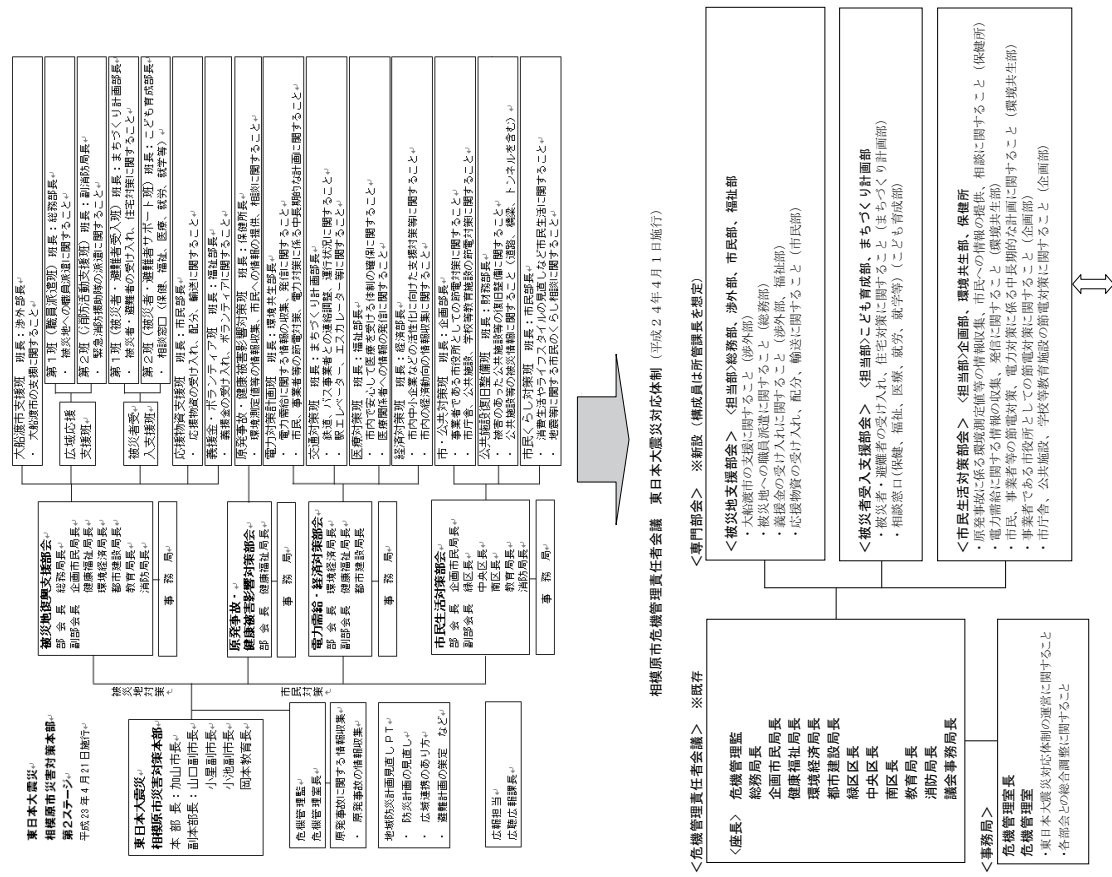 東日本大震災
相模原市災害対策本部
第2ステージ
平成23年4月21日施行
東日本大震災
相模原市災害対策本部
本部長：加山市長
副本部長：山口副市長
小星副市長
小池副市長
岡本教育長
危機管理監
危機管理室長
原発事故に関する情報収集
・ 原発事故の情報収集
地域防災計画見直しPT
・ 防災計画の見直し
・ 広域連携のあり方
・ 避難計画の策定 など
広報担当
広聴広報課長
被災地対策
市民対策
被災地復興支援部会
部会長 総務局長
副部会長 企画市民局長
健康福祉局長
環境経済局長
都市建設局長
教育局長
消防局長
事務局
原発事故・
健康被害影響対策部会
部会長 健康福祉局長
事務局
電力需給・経済対策部会
部会長 環境経済局長
副部会長 健康福祉局長
都市建設局長
事務局
市民生活対策部会
部会長 企画市民局長
副部会長 緑区長
中央区長
南区長
教育局長
消防局長
事務局
大船渡市支援班 班長：渉外部長
・ 大船渡市の支援に関すること
広域応援
支援班
第1班（職員派遣班）班長：総務部長
・ 被災地への職員派遣に関すること
第2班（消防活動支援班）班長：副消防局長
緊急消防援助隊の派遣に関すること
被災者受
入支援班
第1班（被災者・避難者受入班）班長：まちづくり計画部長
・ 被災者・避難者の受け入れ、住宅対策に関すること
第2班（被災者・避難者サポート班）班長：こども育成部長
・ 相談窓口（保健、福祉、医療、就労、就学等）
応援物資支援班 班長：市民部長
・ 応援物資の受け入れ、配分、輸送に関すること
義援金・ボランティア班 班長：福祉部長
・ 義援金の受け入れ、ボランティアに関すること
原発事故・健康被害影響対策班 班長：保健所長
・ 環境測定値等の情報収集、市民への情報の提供、相談に関すること
電力対策計画班 班長：環境共生部長
・ 電力需給に関する情報の収集、発信に関すること
・ 市民、事業者等の節電対策、電力対策に係る中長期的な計画に関すること
交通対策班 班長：まちづくり計画部長
・ 鉄道、バス事業者との連絡調整、運行状況に関すること
・ 駅エレベーター、エスカレーター等に関すること
医療対策班 班長：福祉部長
・ 市内で安心して医療を受ける体制の確保に関すること
・ 医療関係者への情報の発信に関すること
経済対策班 班長：経済部長
・ 市内中小企業などの活性化に向けた支援対策等に関すること
・ 市内の経済動向の情報収集に関すること
市・公共対策班 班長：企画部長
・ 事業者である市役所としての節電対策に関すること
・ 市庁舎、公共施設、学校等教育施設の節電対策に関すること
公共施設復旧整備班 班長：財務部長
・ 被害のあった公共施設等の復旧整備に関すること
・ 公共施設等の被災情報に関すること（道路、橋梁、トンネルを含む）
市民くらし対策班 班長：市民部長
・ 消費生活やライフスタイルの見直しなど市民生活に関すること
・ 地震等に関する市民のくらしと相談に関すること
相模原市危機管理責任者会議 東日本大震災対応体制（平成24年4月1日施行）
＜危機管理責任者会議＞ ※既存
＜座長＞ 危機管理監
総務局長
企画市民局長
健康福祉局長
環境経済局長
都市建設局長
緑区区長
中央区長
南区長
教育局長
消防局長
議会事務局長
＜事務局＞
危機管理室長
危機管理室
・東日本大震災対応体制の運営に関すること
・各部会との総合調整に関すること
＜専門部会＞ ※新設（構成員は所管課長を想定）
＜被災地支援部会＞ ＜担当部＞総務部、渉外部、市民部、福祉部
・大船渡市の支援に関すること（渉外部）
・被災地への職員派遣に関すること（総務部）
・義援金の受け入れに関すること（渉外部、福祉部）
・応援物資の受け入れ、配分、輸送に関すること（市民部）
＜被災者受入支援部会＞ ＜担当部＞こども育成部、まちづくり計画部
・被災者・避難者の受け入れ、住宅対策に関すること（まちづくり計画部）
・相談窓口（保健、福祉、医療、就労、就学等）（こども育成部）
＜市民生活対策部会＞ ＜担当部＞企画部、環境共生部、保健所
・原発事故に係る環境測定値等の情報収集、市民への情報の提供、相談に関すること（保健所）
・電力需給に関する情報の収集、発信に関すること（環境共生部）
・市民、事業者等の節電対策、電力対策に係る中長期的な計画に関すること（環境共生部）
・事業者である市役所としての節電対策に関すること（企画部）
・市庁舎、公共施設、学校等教育施設の節電対策に関すること（企画部）